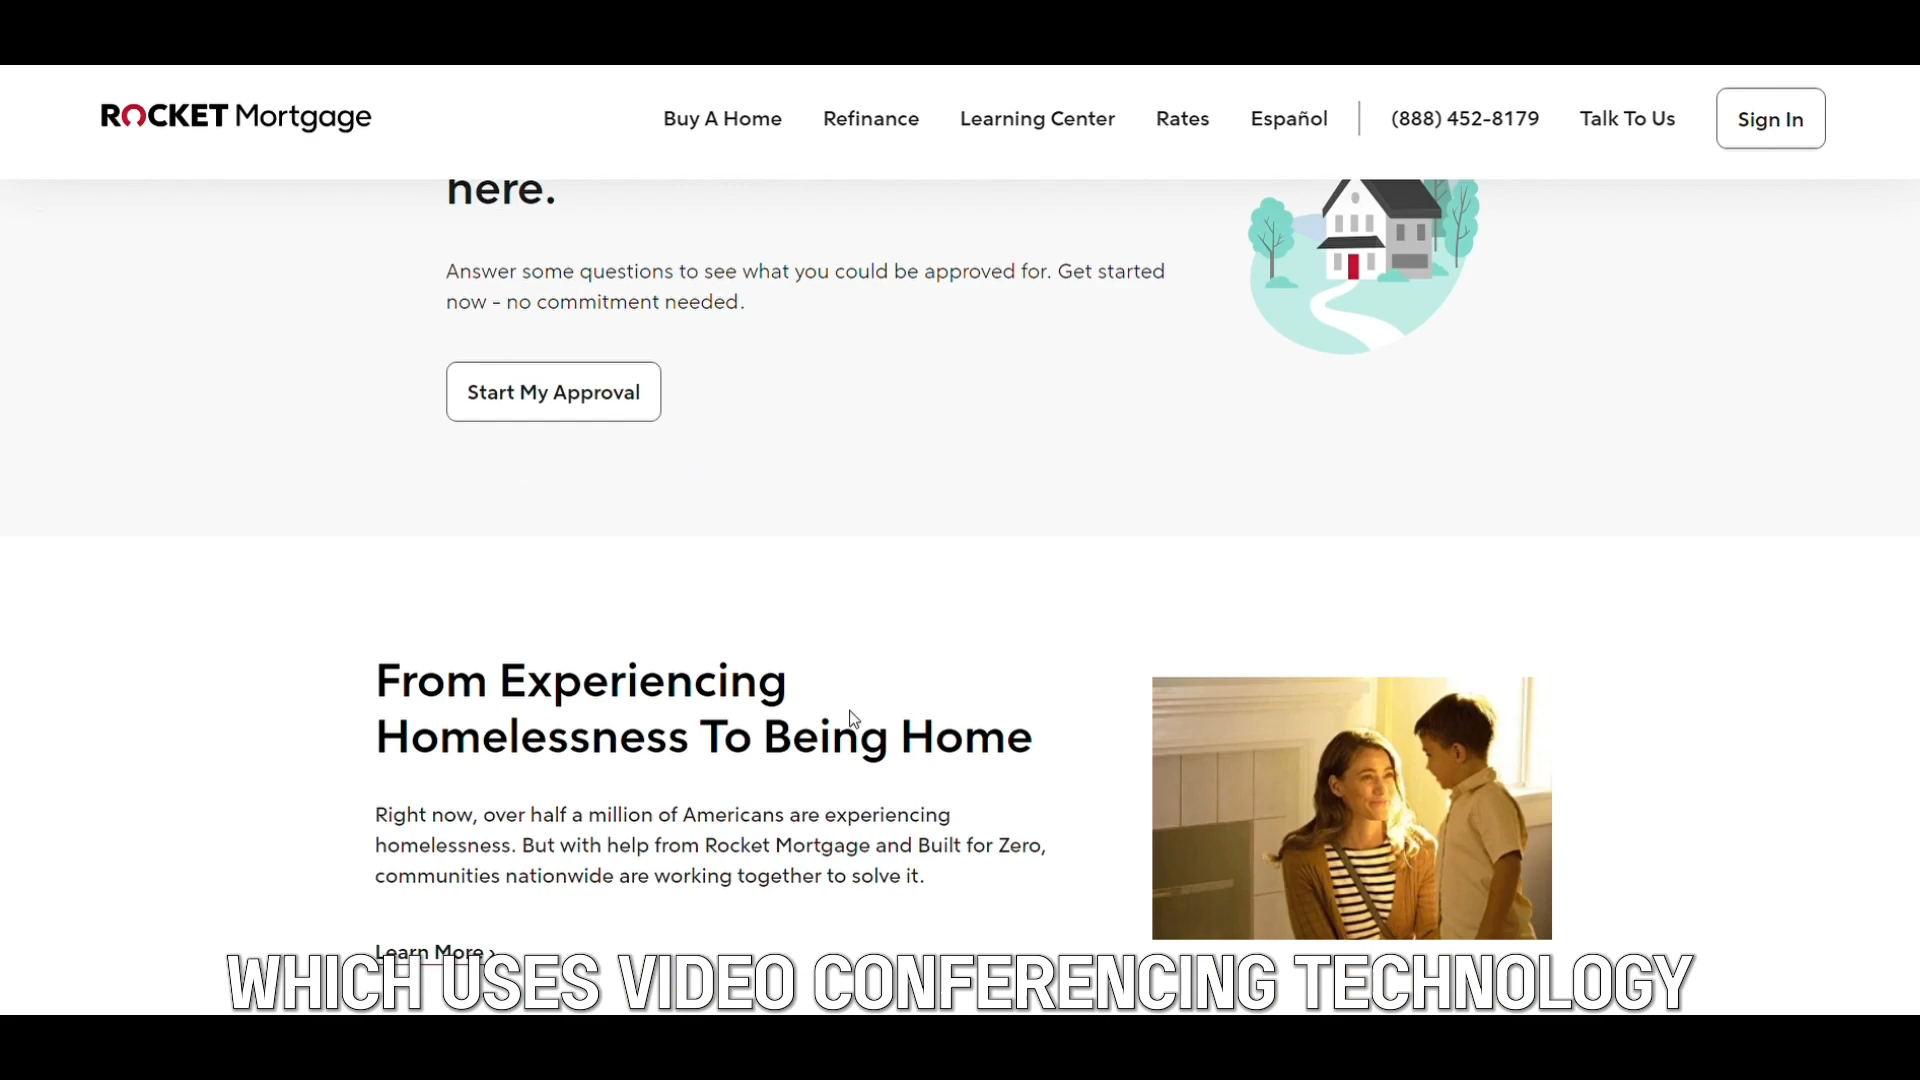 ROCKET Mortgage
Buy A Home Refinance Learning Center Rates Español (888) 452-8179 Talk To Us Sign In
here.
Answer some questions to see what you could be approved for. Get started
now - no commitment needed.
Start My Approval
From Experiencing
Homelessness To Being Home
Right now, over half a million of Americans are experiencing
homelessness. But with help from Rocket Mortgage and Built for Zero,
communities nationwide are working together to solve it.
Learn More ›
WHICH USES VIDEO CONFERENCING TECHNOLOGY